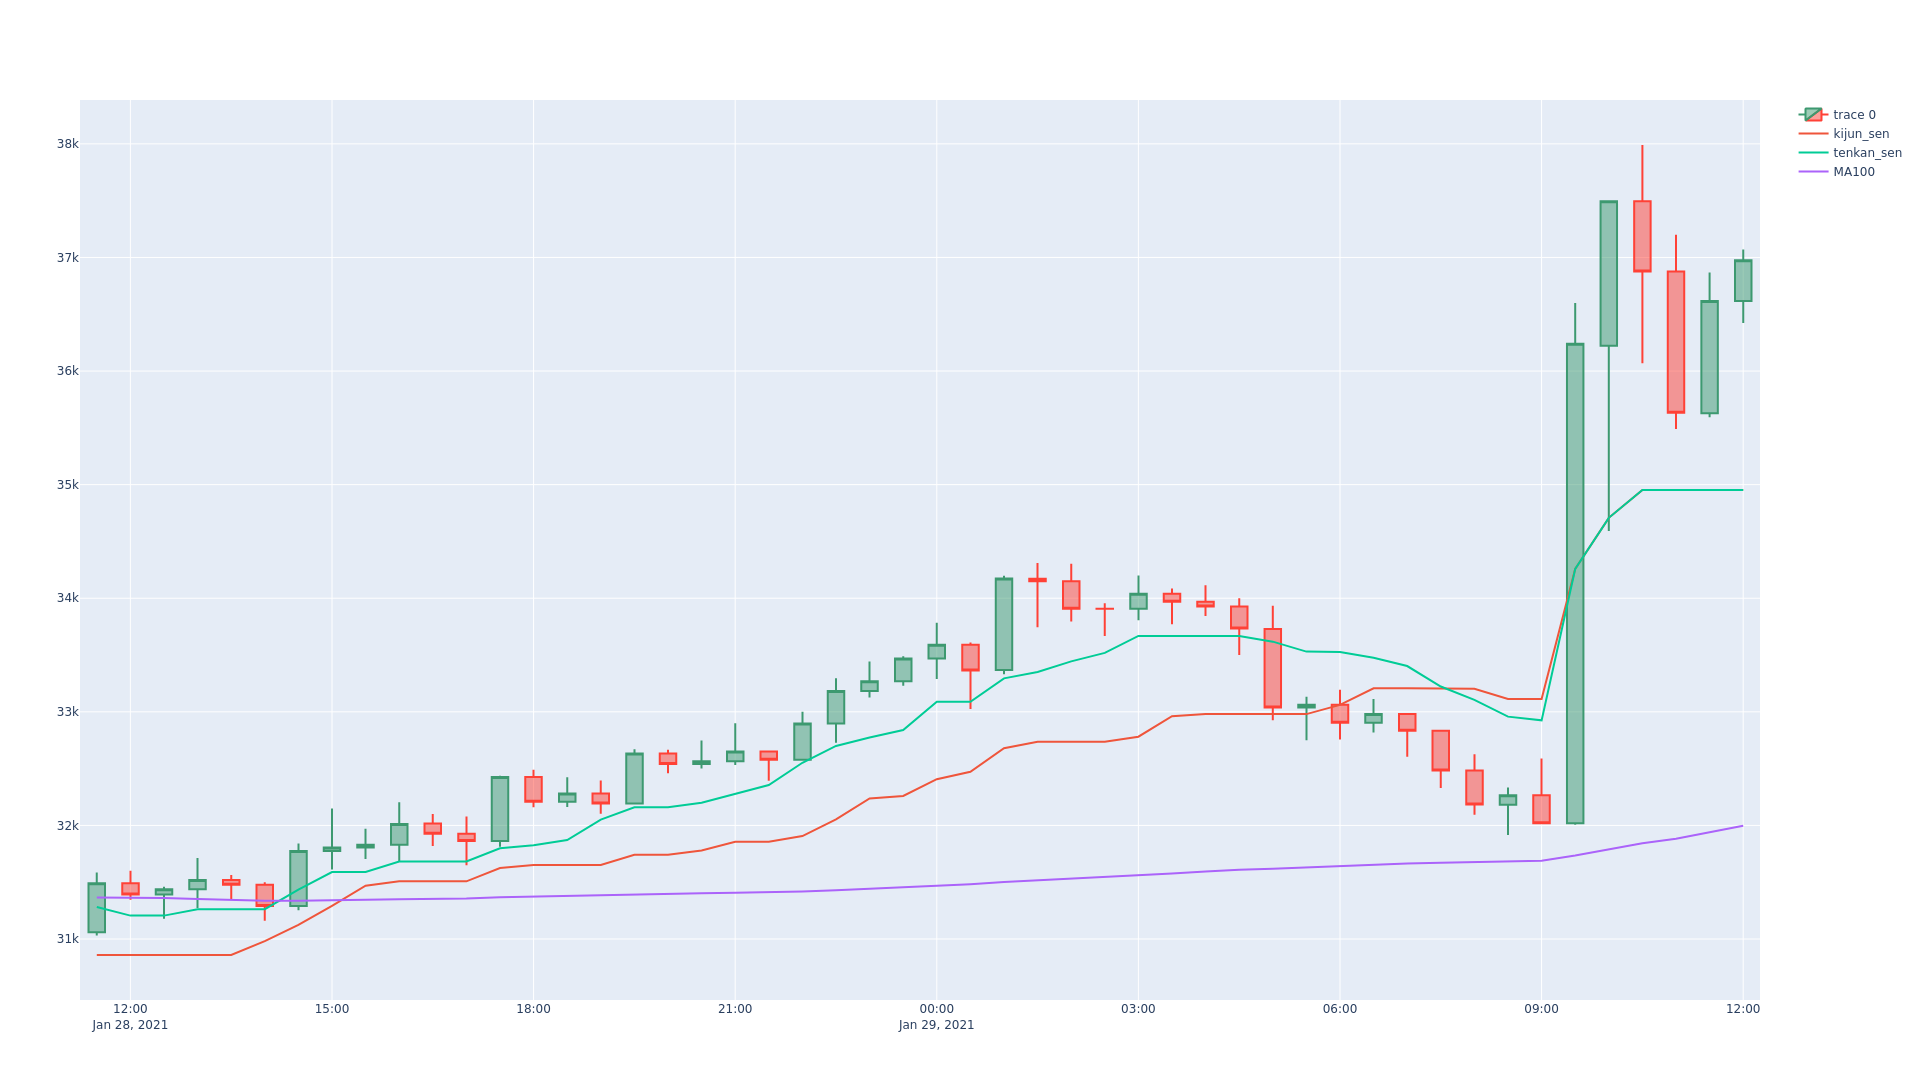 38k
37k
36k
35k
34k
33k
32k
31k
12:00 15:00 18:00 21:00 00:00 03:00 06:00 09:00 12:00
Jan 28, 2021 Jan 29, 2021
trace 0
kijun_sen
tenkan_sen
MA100